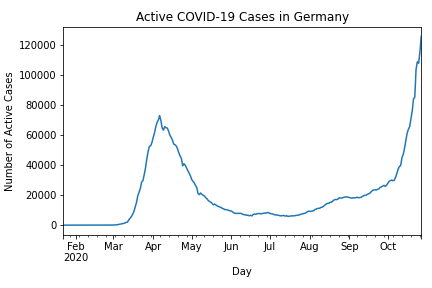 Active COVID-19 Cases in Germany
Number of Active Cases
120000
100000
80000
60000
40000
20000
0
Feb Mar Apr May Jun Jul Aug Sep Oct
2020
Day